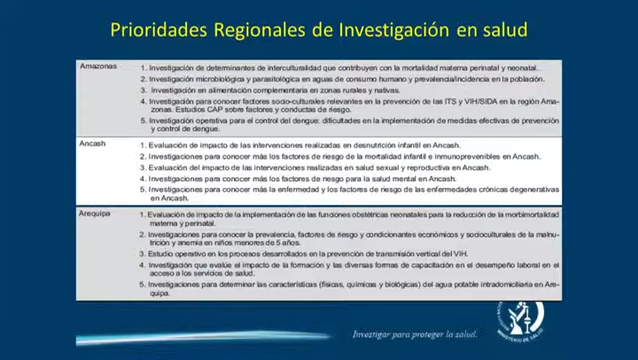 Prioridades Regionales de Investigación en salud
Amazonas
1. Investigación de determinantes de interculturalidad que contribuyen con la mortalidad materna perinatal y neonatal.
2. Investigación microbiológica y parasitológica en aguas de consumo humano y prevalencia/incidencia en la población.
3. Investigación en alimentación complementaria en zonas rurales y nativas.
4. Investigación para conocer factores socio-culturales relevantes en la prevención de las ITS y VIH/SIDA en la región Ama-
zonas. Estudios CAP sobre factores y conductas de riesgo.
5. Investigación operativa para el control del dengue: dificultades en la implementación de medidas efectivas de prevención
y control de dengue.
Ancash
1. Evaluación de impacto de las intervenciones realizadas en desnutrición infantil en Ancash.
2. Investigaciones para conocer más los factores de riesgo de la mortalidad infantil e inmunoprevenibles en Ancash.
3. Evaluación del impacto de las intervenciones realizadas en salud sexual y reproductiva en Ancash.
4. Investigaciones para conocer más los factores de riesgo para la salud mental en Ancash.
5. Investigaciones para conocer más la enfermedad y los factores de riesgo de las enfermedades crónicas degenerativas
en Ancash.
Arequipa
1. Evaluación de impacto de la implementación de las funciones obstétricas neonatales para la reducción de la morbimortalidad
materna y perinatal.
2. Investigaciones para conocer la prevalencia, factores de riesgo y condicionantes económicos y socioculturales de la malnu-
trición y anemia en niños menores de 5 años.
3. Estudio operativo en los procesos desarrollados en la prevención de transmisión vertical del VIH.
4. Investigación que evalúe el impacto de la formación y las diversas formas de capacitación en el desempeño laboral en el
acceso a los servicios de salud.
5. Investigaciones para determinar las características (físicas, químicas y biológicas) del agua potable intradomiciliaria en Are-
quipa.
Investigar para proteger la salud.
MINISTERIO DE SALUD